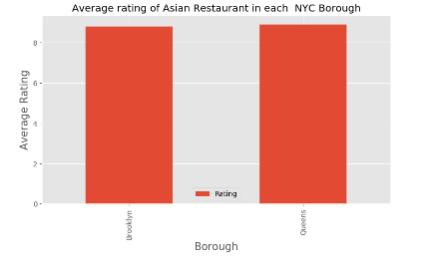 Average rating of Asian Restaurant in each NYC Borough
Average Rating
8
6
4
2
0
Rating
Brooklyn
Queens
Borough